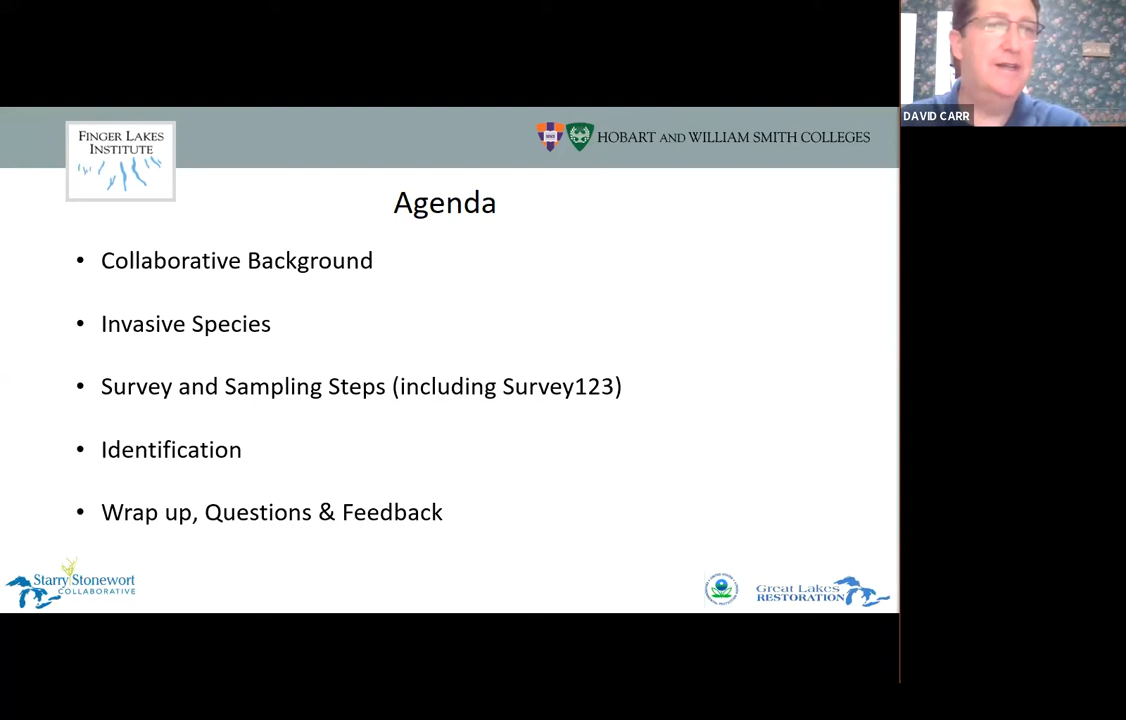 DAVID CARR
FINGER LAKES
INSTITUTE
HOBART AND WILLIAM SMITH COLLEGES
Agenda
• Collaborative Background
• Invasive Species
• Survey and Sampling Steps (including Survey123)
• Identification
• Wrap up, Questions & Feedback
Starry Stonewort
COLLABORATIVE
Great Lakes
RESTORATION